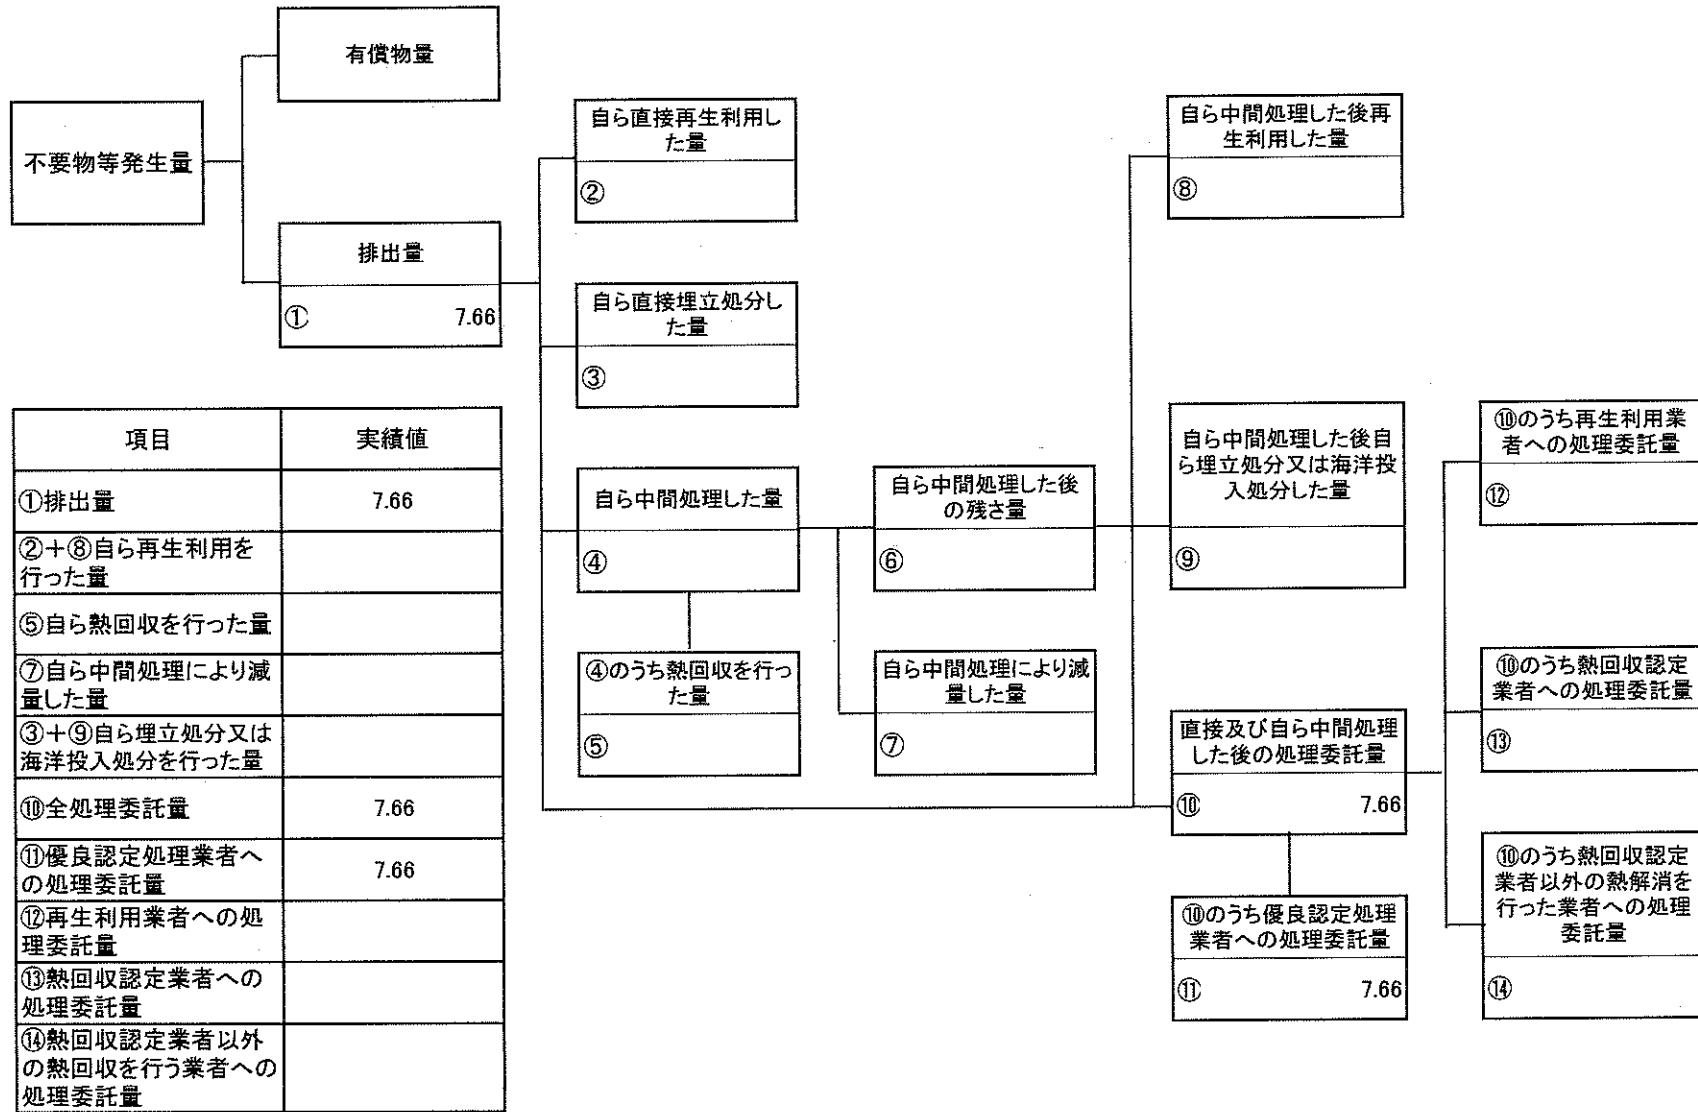 有償物量
不要物等発生量
排出量
① 7.66
自ら直接再生利用し
た量
②
自ら直接埋立処分し
た量
③
自ら中間処理した量
④
④のうち熱回収を行っ
た量
⑤
自ら中間処理した後
の残さ量
⑥
自ら中間処理により減
量した量
⑦
自ら中間処理した後再
生利用した量
⑧
自ら中間処理した後自
ら埋立処分又は海洋投
入処分した量
⑨
直接及び自ら中間処理
した後の処理委託量
⑩ 7.66
⑩のうち優良認定処理
業者への処理委託量
⑪ 7.66
⑩のうち再生利用業
者への処理委託量
⑫
⑩のうち熱回収認定
業者への処理委託量
⑬
⑩のうち熱回収認定
業者以外の熱解消を
行った業者への処理
委託量
⑭
項目 実績値
①排出量 7.66
②+⑧自ら再生利用を
行った量
⑤自ら熱回収を行った量
⑦自ら中間処理により減
量した量
③+⑨自ら埋立処分又は
海洋投入処分を行った量
⑩全処理委託量 7.66
⑪優良認定処理業者へ
の処理委託量 7.66
⑫再生利用業者への処
理委託量
⑬熱回収認定業者への
処理委託量
⑭熱回収認定業者以外
の熱回収を行う業者への
処理委託量